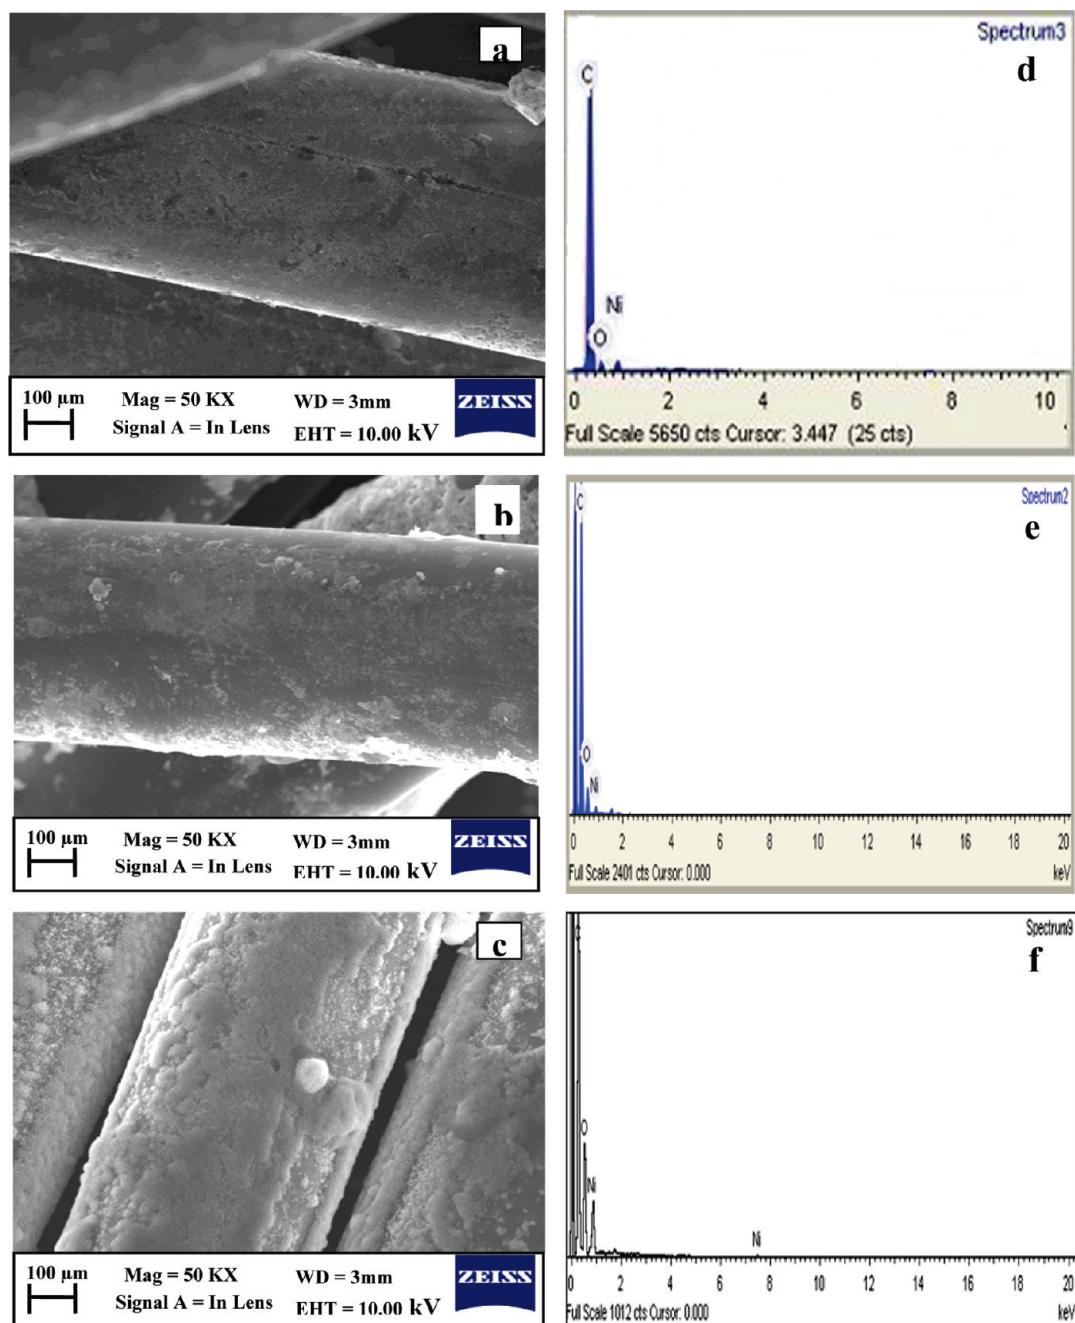 a
100 µm
Mag = 50 KX
WD = 3mm
Signal A = In Lens
EHT = 10.00 kV
ZEISS
Spectrum3
d
C
Ni
O
0 2 4 6 8 10
Full Scale 5650 cts Cursor: 3.447 (25 cts)
b
100 µm
Mag = 50 KX
WD = 3mm
Signal A = In Lens
EHT = 10.00 kV
ZEISS
Spectrum2
e
C
O
Ni
0 2 4 6 8 10 12 14 16 18 20
Full Scale 2401 cts Cursor: 0.000
keV
c
100 µm
Mag = 50 KX
WD = 3mm
Signal A = In Lens
EHT = 10.00 kV
ZEISS
Spectrum9
f
O
Ni
Ni
0 2 4 6 8 10 12 14 16 18 20
Full Scale 1012 cts Cursor: 0.000
keV